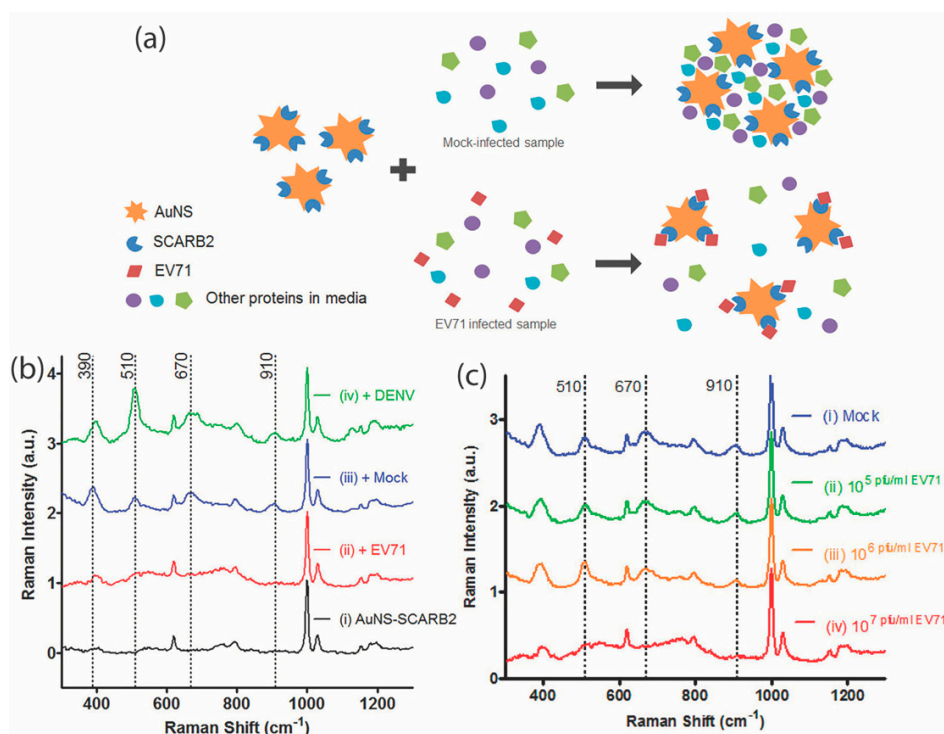 (a)
Mock-infected sample
AuNS
SCARB2
EV71
Other proteins in media
EV71 infected sample
(b)
390
510
670
910
4
3
2
1
0
Raman Intensity (a.u.)
(iv) + DENV
(iii) + Mock
(ii) + EV71
(i) AuNS-SCARB2
400 600 800 1000 1200
Raman Shift (cm⁻¹)
(c)
510 670 910
3
2
1
0
Raman Intensity (a.u.)
(i) Mock
(ii) 10⁵ pfu/ml EV71
(iii) 10⁶ pfu/ml EV71
(iv) 10⁷ pfu/ml EV71
400 600 800 1000 1200
Raman Shift (cm⁻¹)